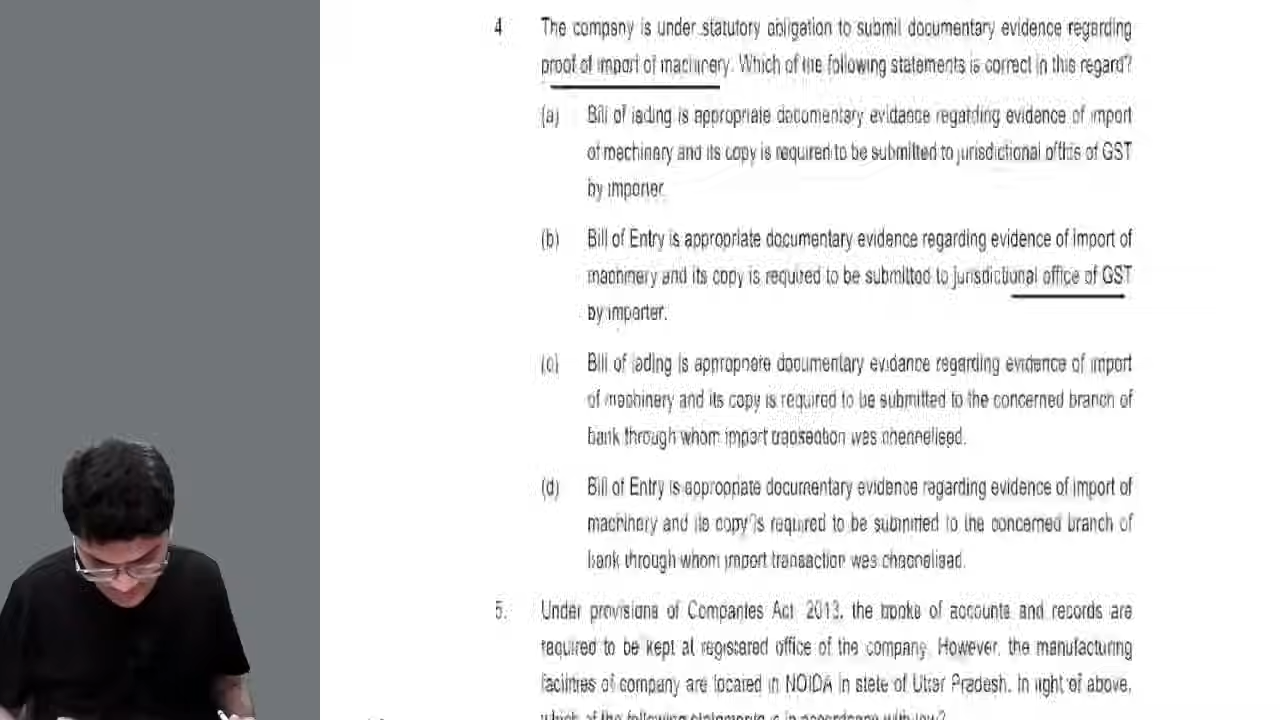 4 The company is under statutory obligation to submit documentary evidence regarding
proof of import of machinery. Which of the following statements is correct in this regard?
(a) Bill of lading is appropriate documentary evidence regarding evidence of import
of machinery and its copy is required to be submitted to jurisdictional of GST
by importer.
(b) Bill of Entry is appropriate documentary evidence regarding evidence of import of
machinery and its copy is required to be submitted to jurisdictional office of GST
by importer.
(c) Bill of lading is appropriate documentary evidence regarding evidence of import
of machinery and its copy is required to be submitted to the concerned branch of
bank through whom import transaction was channelised.
(d) Bill of Entry is appropriate documentary evidence regarding evidence of import of
machinery and its copy is required to be submitted to the concerned branch of
bank through whom import transaction was channelised.
5. Under provisions of Companies Act 2013, the books of accounts and records are
required to be kept at registered office of the company. However, the manufacturing
facilities of company are located in NOIDA in state of Uttar Pradesh. In light of above,
which of the following statements is in accordance with law?